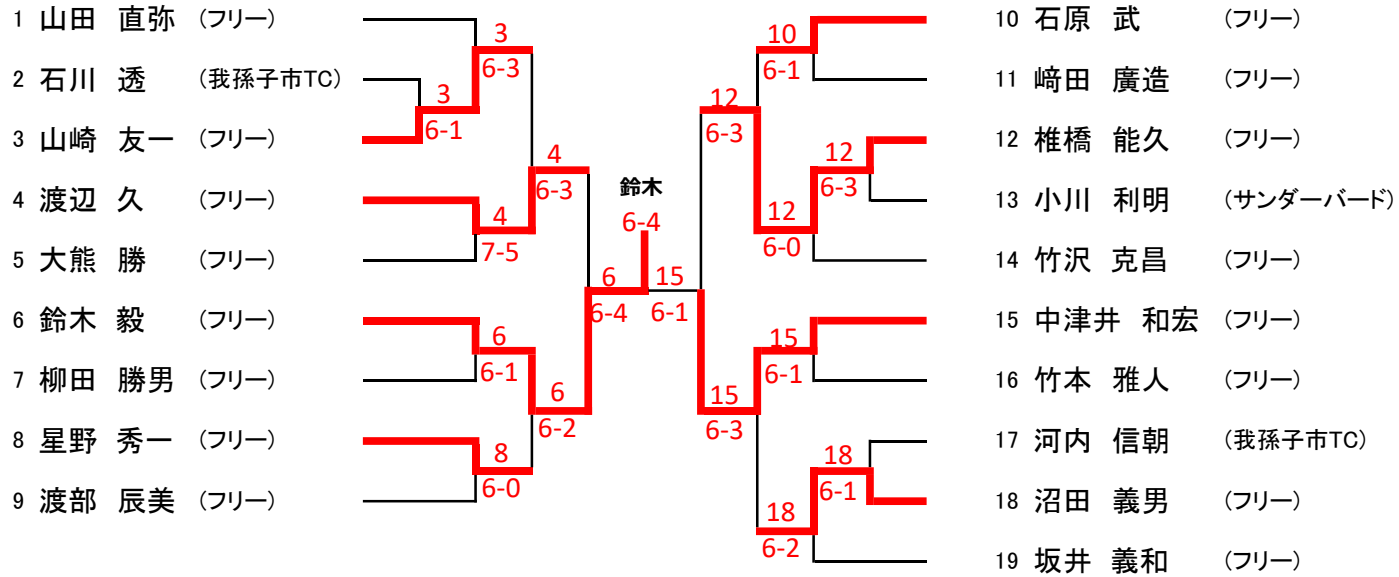 1 山田 直弥 (フリー)
2 石川 透 (我孫子市TC)
3 山崎 友一 (フリー)
4 渡辺 久 (フリー)
5 大熊 勝 (フリー)
6 鈴木 毅 (フリー)
7 柳田 勝男 (フリー)
8 星野 秀一 (フリー)
9 渡部 辰美 (フリー)
3
6-3
3
6-1
4
6-3
4
7-5
6
6-1
6
6-2
8
6-0
鈴木
6-4
6
6-4
15
6-1
10
6-1
12
6-3
12
6-3
12
6-0
15
6-1
15
6-3
18
6-1
18
6-2
10 石原 武 (フリー)
11 﨑田 廣造 (フリー)
12 椎橋 能久 (フリー)
13 小川 利明 (サンダーバード)
14 竹沢 克昌 (フリー)
15 中津井 和宏 (フリー)
16 竹本 雅人 (フリー)
17 河内 信朝 (我孫子市TC)
18 沼田 義男 (フリー)
19 坂井 義和 (フリー)